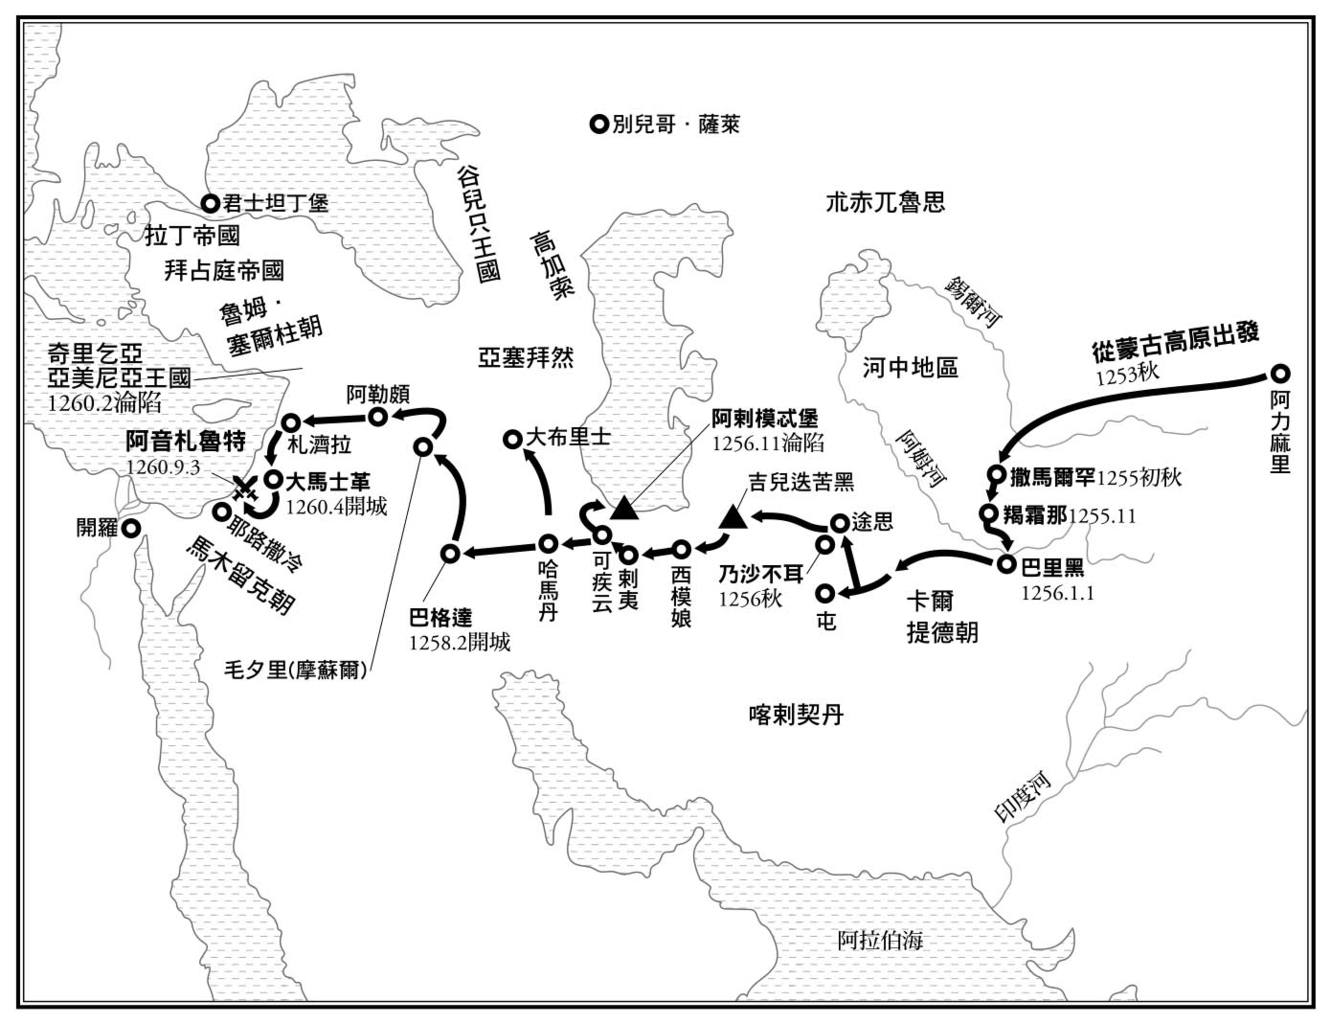 別兒哥·薩萊
君士坦丁堡
拉丁帝國
拜占庭帝國
魯姆·
塞爾柱朝
谷兒只王國
高加索
朮赤兀魯思
錫爾河
從蒙古高原出發
1253秋
阿力麻里
河中地區
亞塞拜然
奇里乞亞
亞美尼亞王國
1260.2淪陷
阿勒頗
札濟拉
大布里士
阿剌模忒堡
1256.11淪陷
阿姆河
阿音札魯特
1260.9.3
大馬士革
1260.4開城
吉兒迭苦黑
撒馬爾罕1255初秋
羯霜那1255.11
開羅
耶路撒冷
馬木留克朝
途思
巴里黑
1256.1.1
乃沙不耳
1256秋
屯
卡爾
提德朝
西模娘
剌夷
可疾云
哈馬丹
巴格達
1258.2開城
毛夕里(摩蘇爾)
喀剌契丹
印度河
阿拉伯海